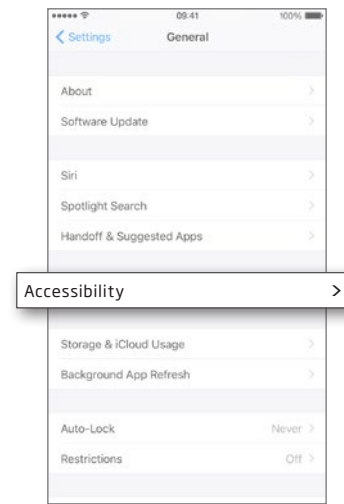 09:41 100%
Settings General
About
Software Update
Siri
Spotlight Search
Handoff & Suggested Apps
Accessibility
Storage & iCloud Usage
Background App Refresh
Auto-Lock Never
Restrictions Off